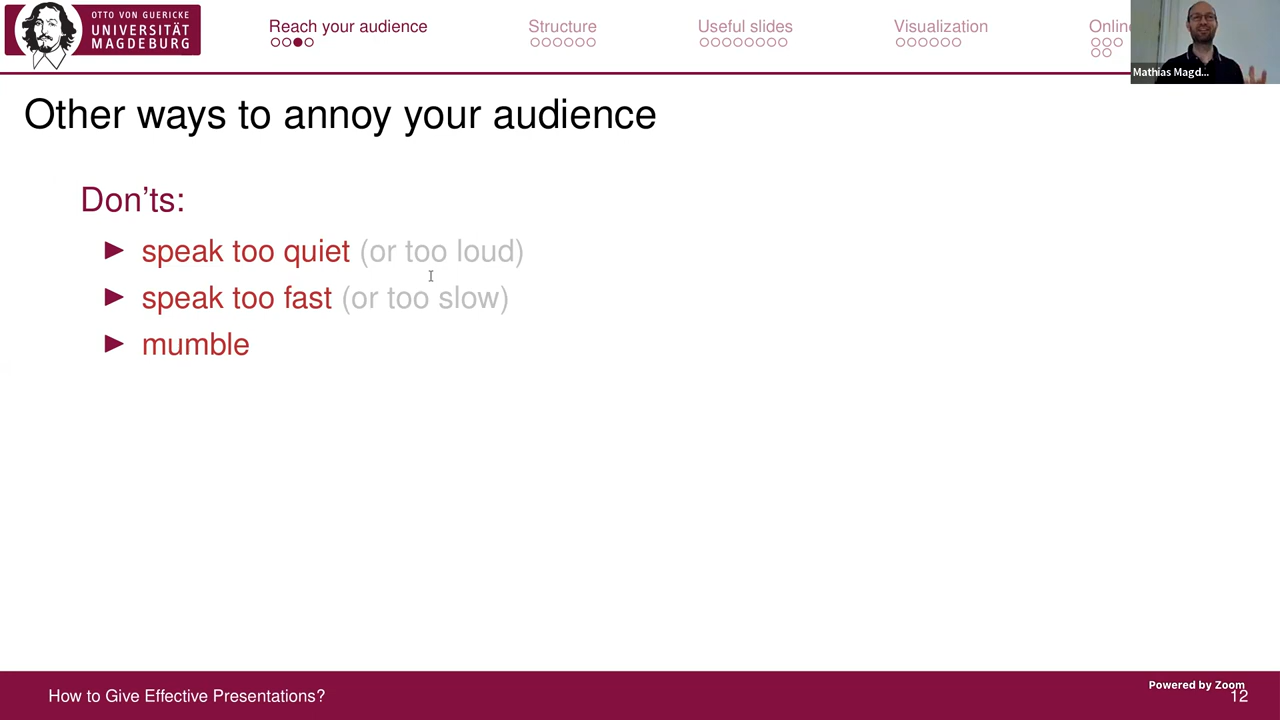 OTTO VON GUERICKE
UNIVERSITÄT
MAGDEBURG
Reach your audience
Structure
Useful slides
Visualization
Mathias Magd...
Other ways to annoy your audience
Don'ts:
speak too quiet (or too loud)
speak too fast (or too slow)
mumble
How to Give Effective Presentations?
Powered by Zoom
12